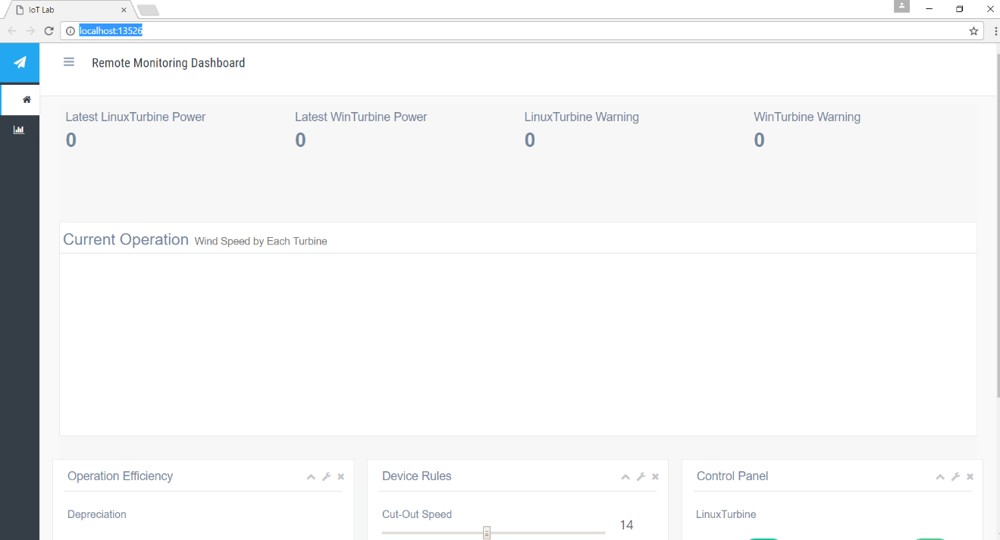 IoT Lab
localhost:13526
Remote Monitoring Dashboard
Latest LinuxTurbine Power
0
Latest WinTurbine Power
0
LinuxTurbine Warning
0
WinTurbine Warning
0
Current Operation Wind Speed by Each Turbine
Operation Efficiency
Depreciation
Device Rules
Cut-Out Speed
14
Control Panel
LinuxTurbine